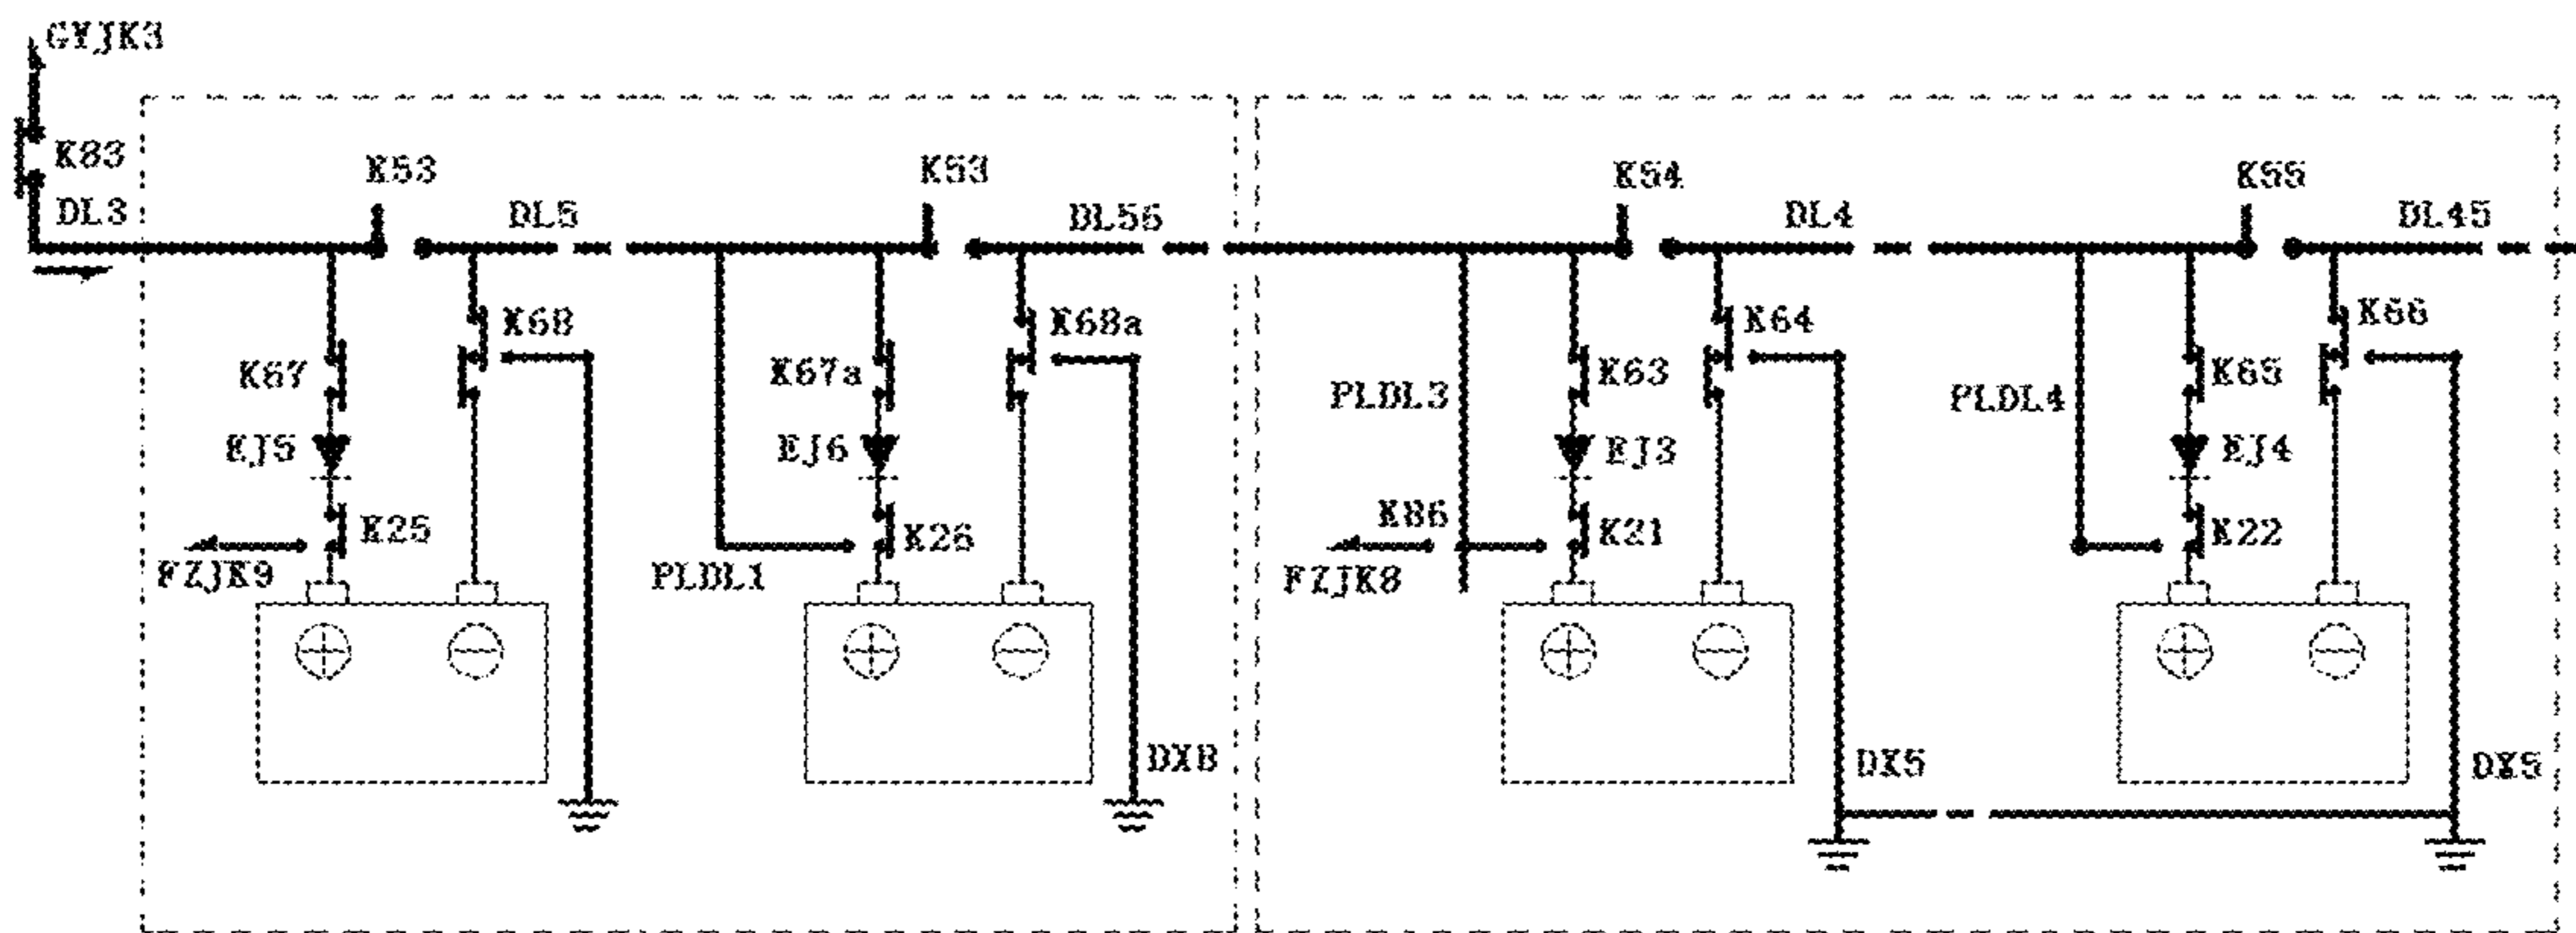 GYJK3
K83
K53
K53
K54
K55
DL3
DL5
DL56
DL4
DL45
K68
K68a
K64
K66
K67
K67a
K63
K65
PLDL3
PLDL4
EJ5
EJ6
EJ3
EJ4
K25
K26
K86
K21
K22
FZJK9
PLDL1
FZJK8
DX8
DX5
DX5